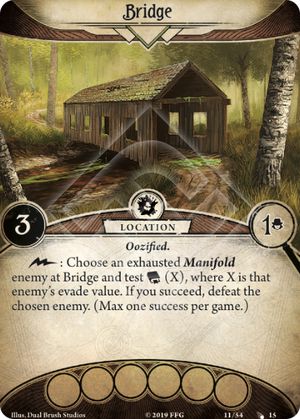 Bridge
3
LOCATION
1
Oozified.
: Choose an exhausted Manifold
enemy at Bridge and test (X), where X is that
enemy's evade value. If you succeed, defeat the
chosen enemy. (Max one success per game.)
Illus. Dual Brush Studios
© 2019 FFG
11/54
15